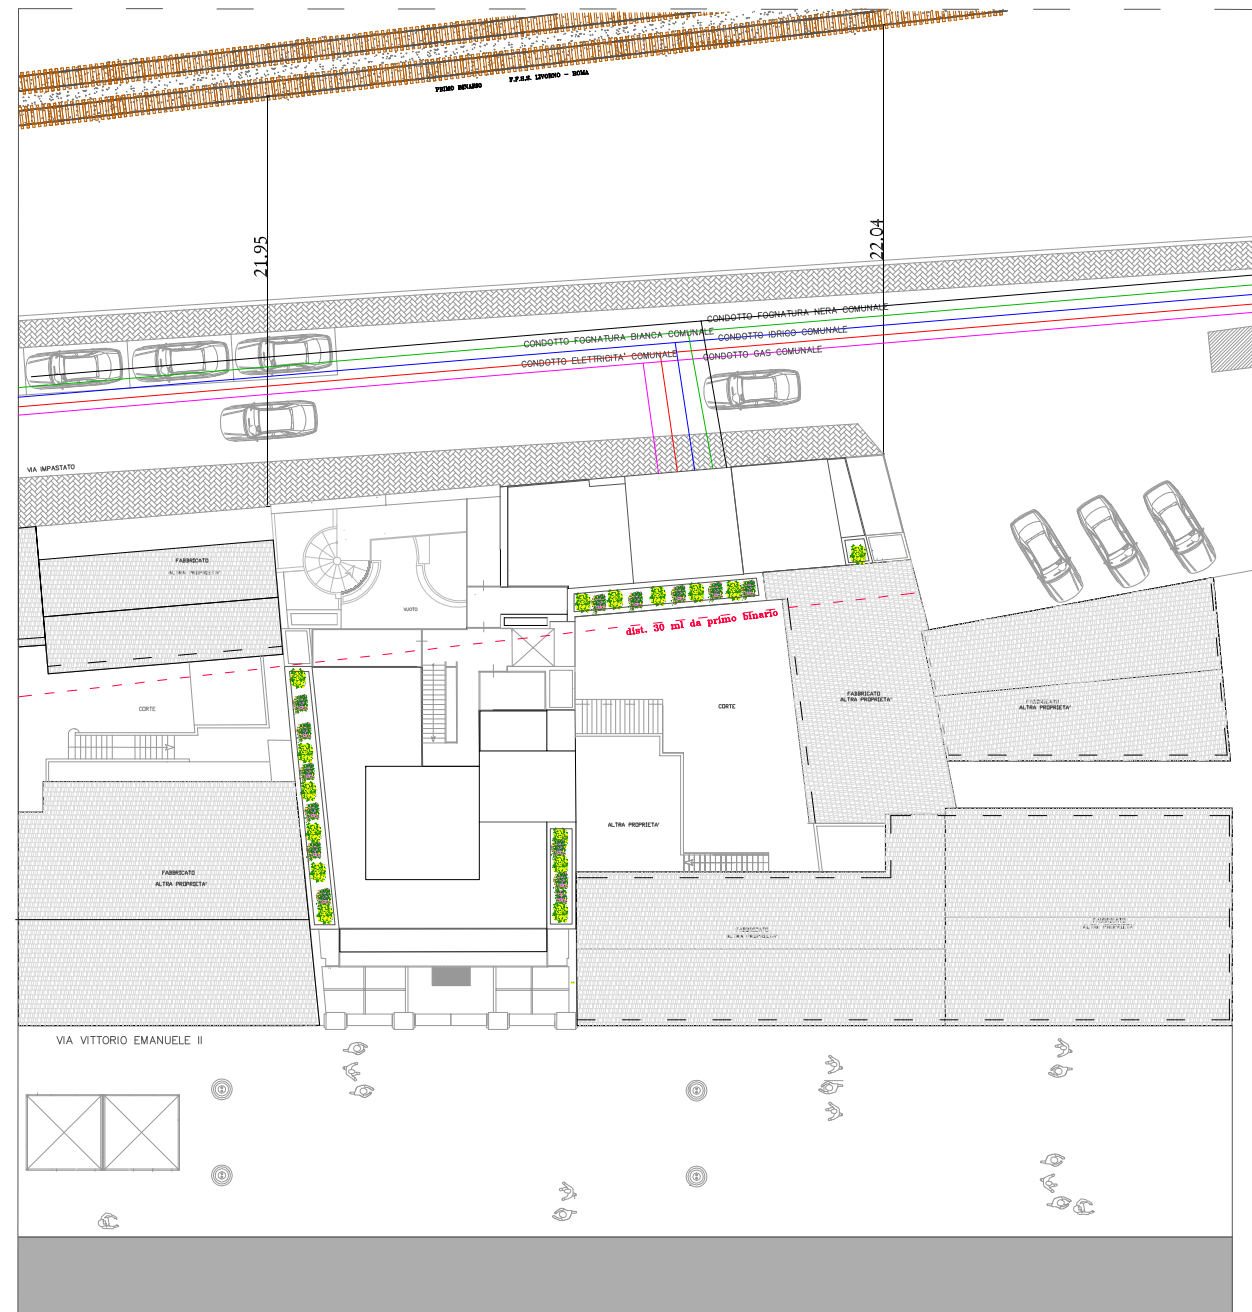 PRIMO BINARIO
F.F.S.S. LIVORNO - ROMA
21.95
22.04
CONDOTTO FOGNATURA NERA COMUNALE
CONDOTTO FOGNATURA BIANCA COMUNALE
CONDOTTO IDRICO COMUNALE
CONDOTTO ELETTRICITA' COMUNALE
CONDOTTO GAS COMUNALE
VIA IMPASTATO
FABBRICATO
ALTRA PROPRIETA'
VUOTO
dist. 30 ml da primo binario
CORTE
CORTE
FABBRICATO
ALTRA PROPRIETA'
FABBRICATO
ALTRA PROPRIETA'
ALTRA PROPRIETA'
FABBRICATO
ALTRA PROPRIETA'
FABBRICATO
ALTRA PROPRIETA'
FABBRICATO
ALTRA PROPRIETA'
VIA VITTORIO EMANUELE II